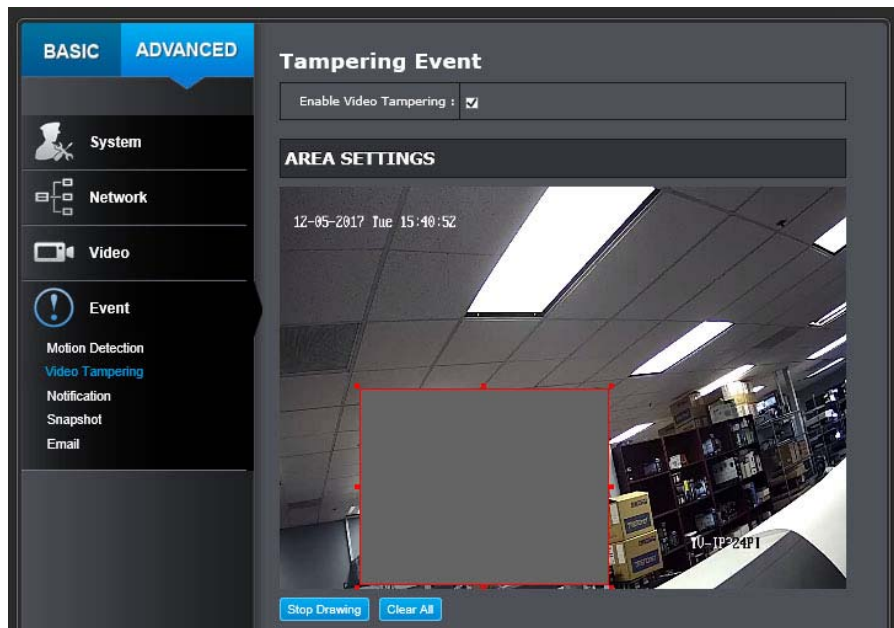 BASIC ADVANCED
System
Network
Video
Event
Motion Detection
Video Tampering
Notification
Snapshot
Email
Tampering Event
Enable Video Tampering :
AREA SETTINGS
12-05-2017 Tue 15:40:52
TV-IP324PI
Stop Drawing Clear All